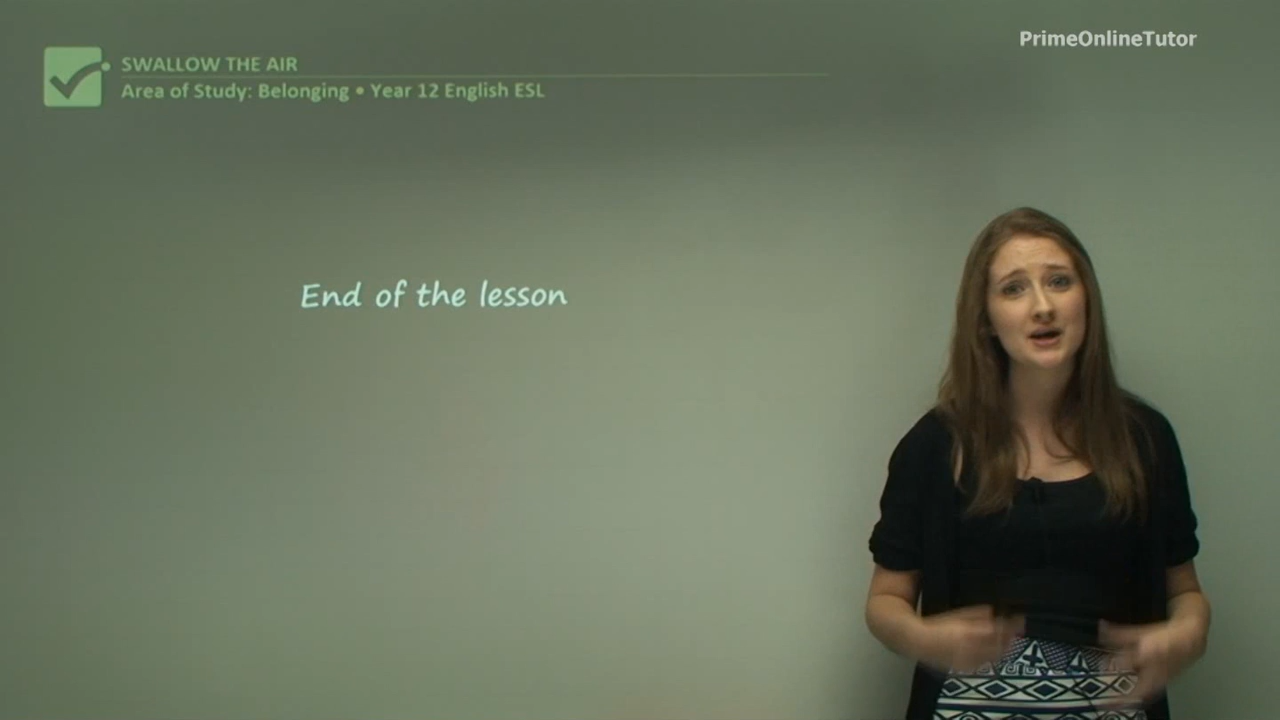 PrimeOnlineTutor
SWALLOW THE AIR
Area of Study: Belonging • Year 12 English ESL
End of the lesson